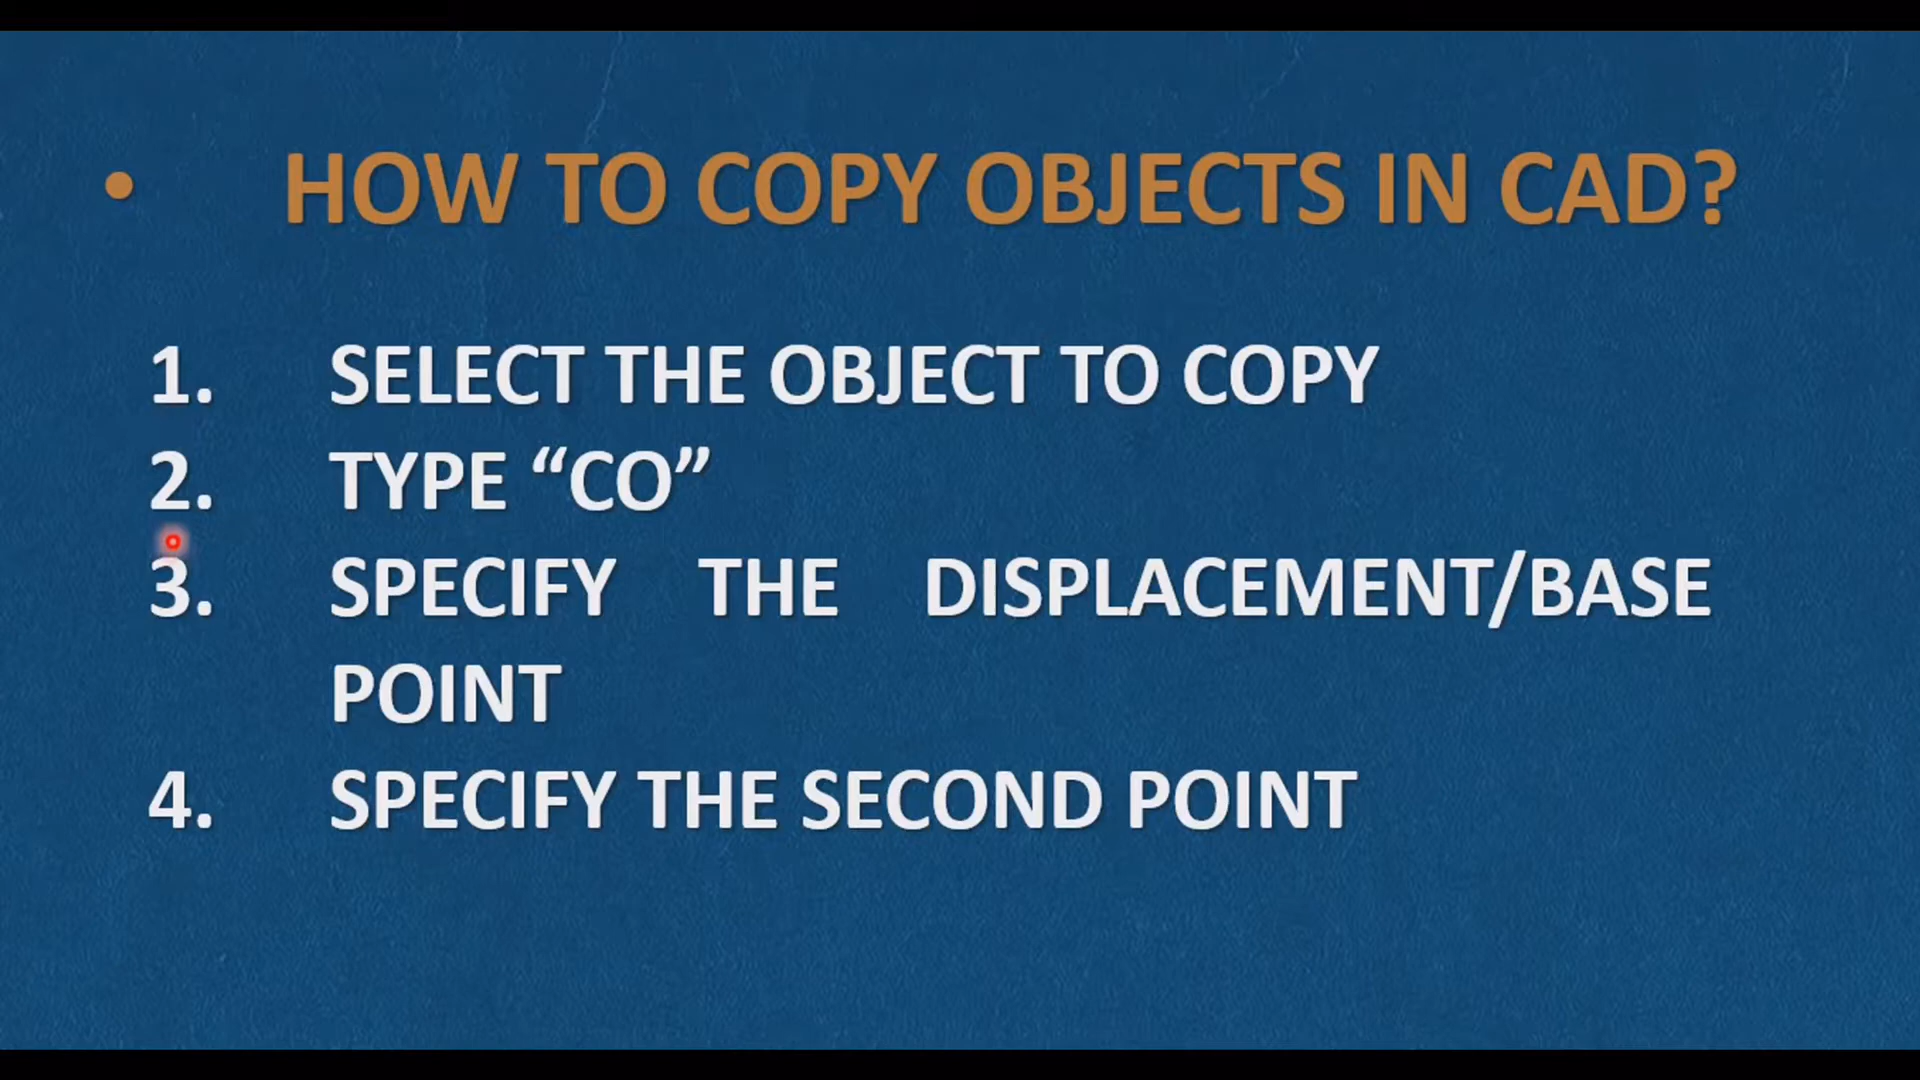 • HOW TO COPY OBJECTS IN CAD?
1. SELECT THE OBJECT TO COPY
2. TYPE “CO”
3. SPECIFY THE DISPLACEMENT/BASE
POINT
4. SPECIFY THE SECOND POINT